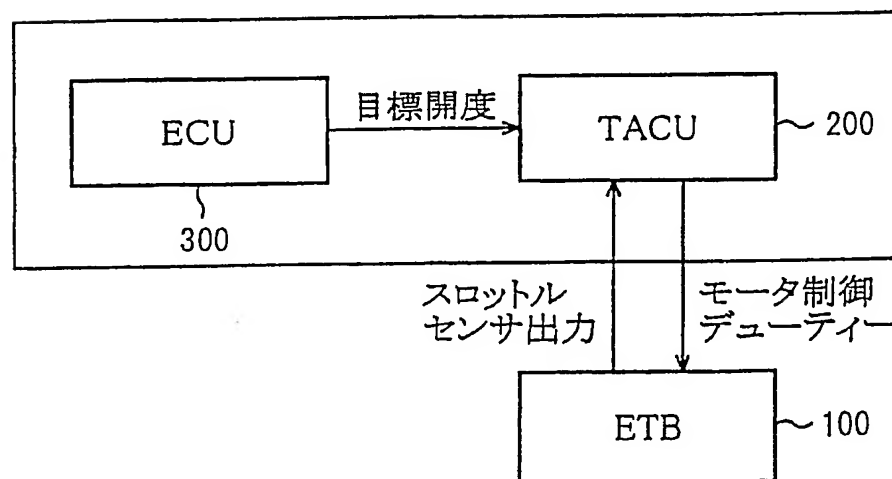 ECU
目標開度
TACU
200
300
スロットル
センサ出力
モータ制御
デューティー
ETB
100